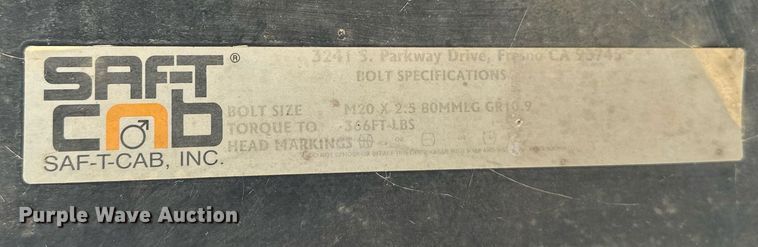 SAF-T
cab ®
SAF-T-CAB, INC.
3241 S. Parkway Drive, Fresno CA 93745
BOLT SPECIFICATIONS
BOLT SIZE M20 X 2.5 80MMLG GR10.9
TORQUE TO 366FT-LBS
HEAD MARKINGS OR
Purple Wave Auction